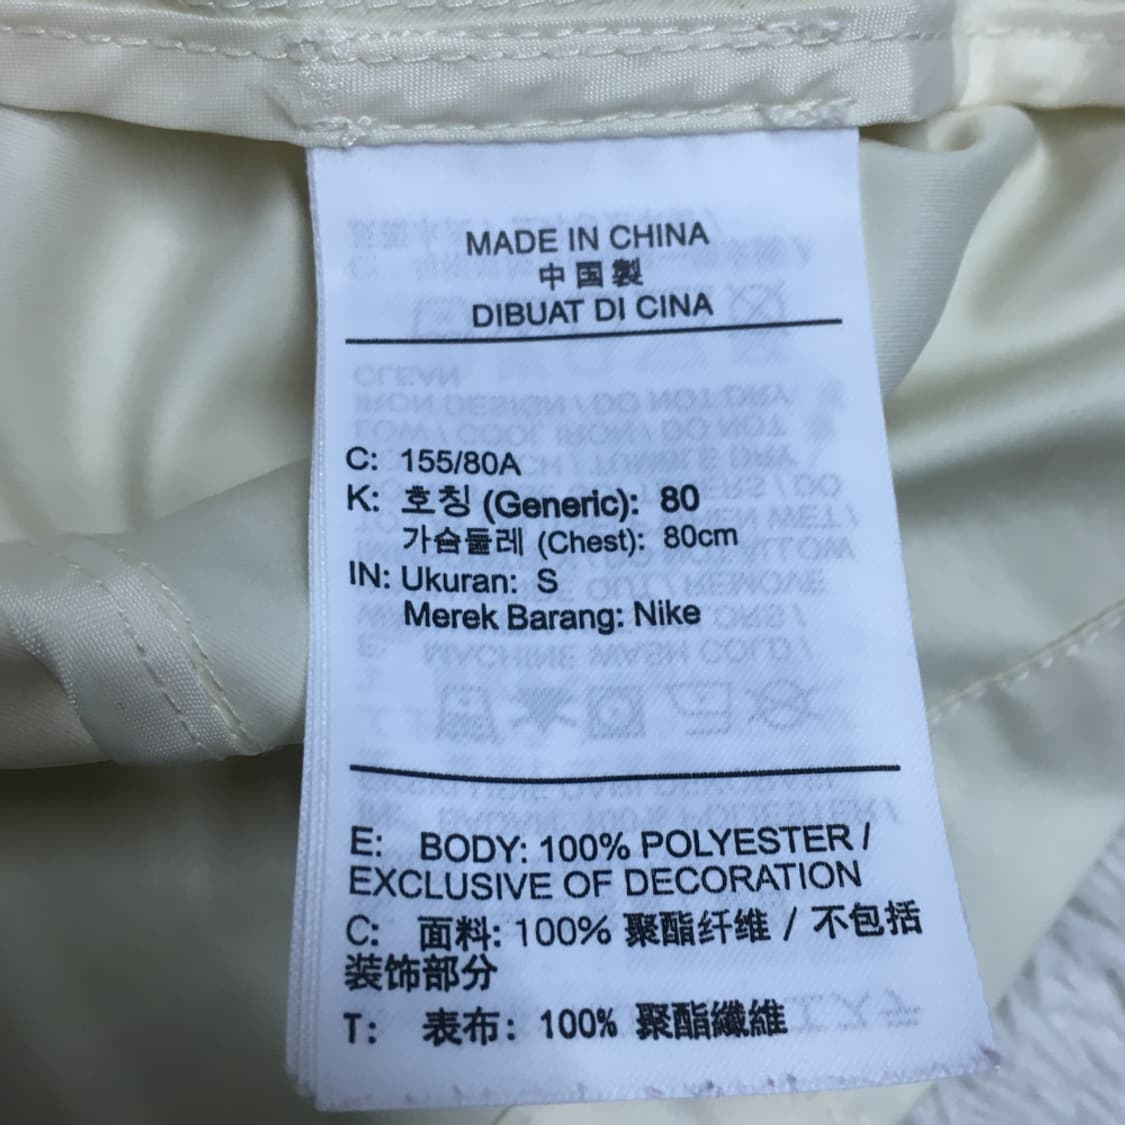 MADE IN CHINA
中国製
DIBUAT DI CINA
C: 155/80A
K: 호칭 (Generic): 80
가슴둘레 (Chest): 80cm
IN: Ukuran: S
Merek Barang: Nike
E: BODY: 100% POLYESTER /
EXCLUSIVE OF DECORATION
C: 面料: 100% 聚酯纤维 / 不包括
装饰部分
T: 表布: 100% 聚酯纖維